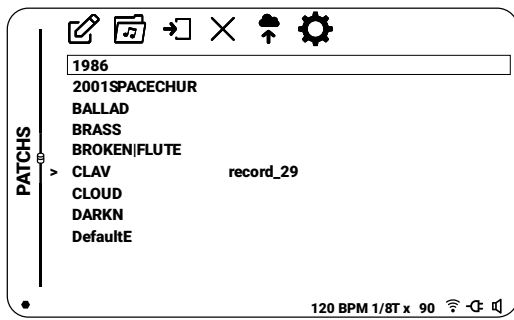 PATCHS
1986
2001SPACECHUR
BALLAD
BRASS
BROKEN|FLUTE
> CLAV record_29
CLOUD
DARKN
DefaultE
120 BPM 1/8T x 90